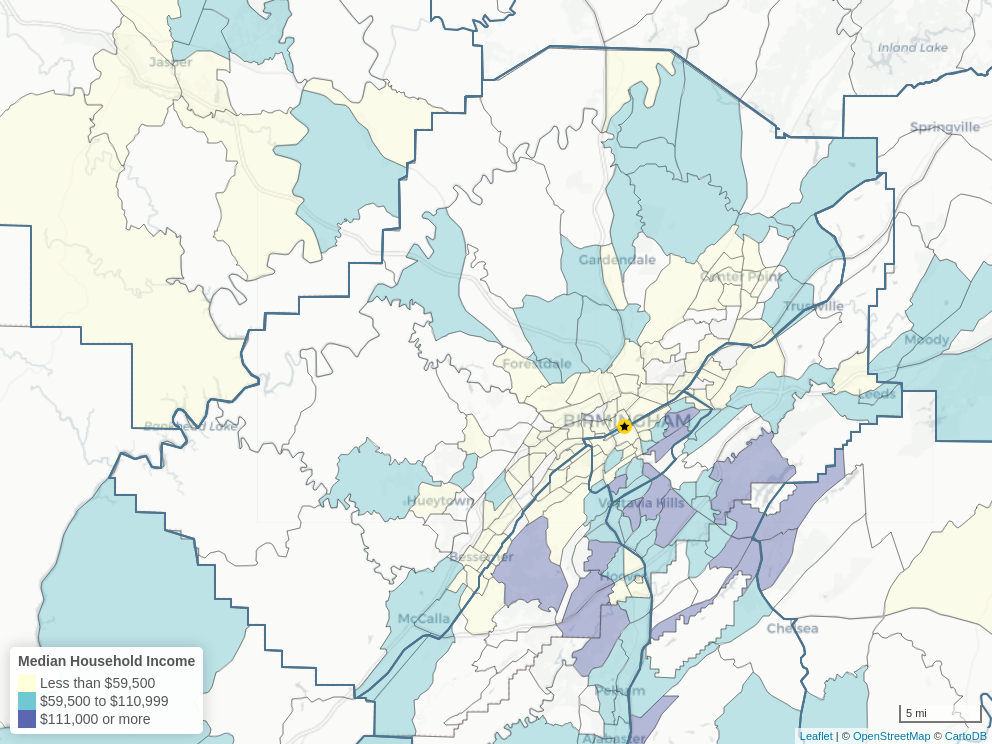 Inland Lake
Jasper
Springville
Gardendale
Center Point
Trussville
Moody
Forestdale
Leeds
BIRMINGHAM
Bankhead Lake
Hueytown
Vestavia Hills
Bessemer
Hoover
McCalla
Chelsea
Pelham
Alabaster
Median Household Income
Less than $59,500
$59,500 to $110,999
$111,000 or more
5 mi
Leaflet | © OpenStreetMap © CartoDB